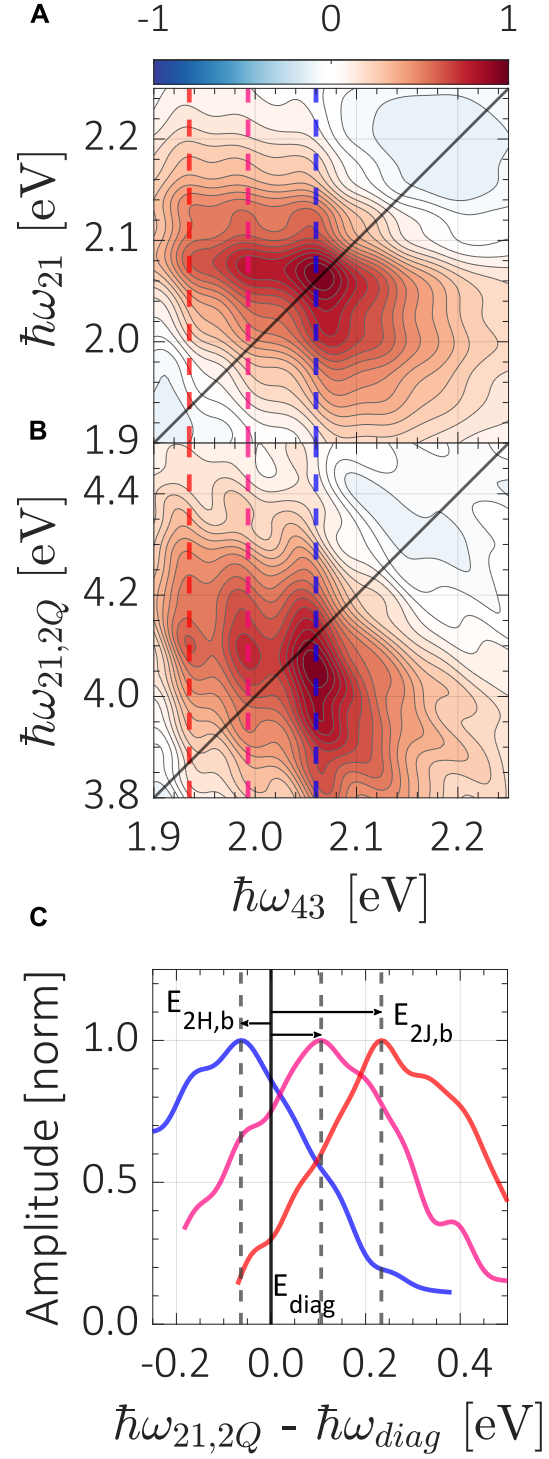 A
-1 0 1
ħω21 [eV]
2.2
2.1
2.0
1.9
B
ħω21,2Q [eV]
4.4
4.2
4.0
3.8
1.9 2.0 2.1 2.2
ħω43 [eV]
C
Amplitude [norm]
1.0
0.5
0.0
E2H,b
E2J,b
Ediag
-0.2 0.0 0.2 0.4
ħω21,2Q - ħωdiag [eV]